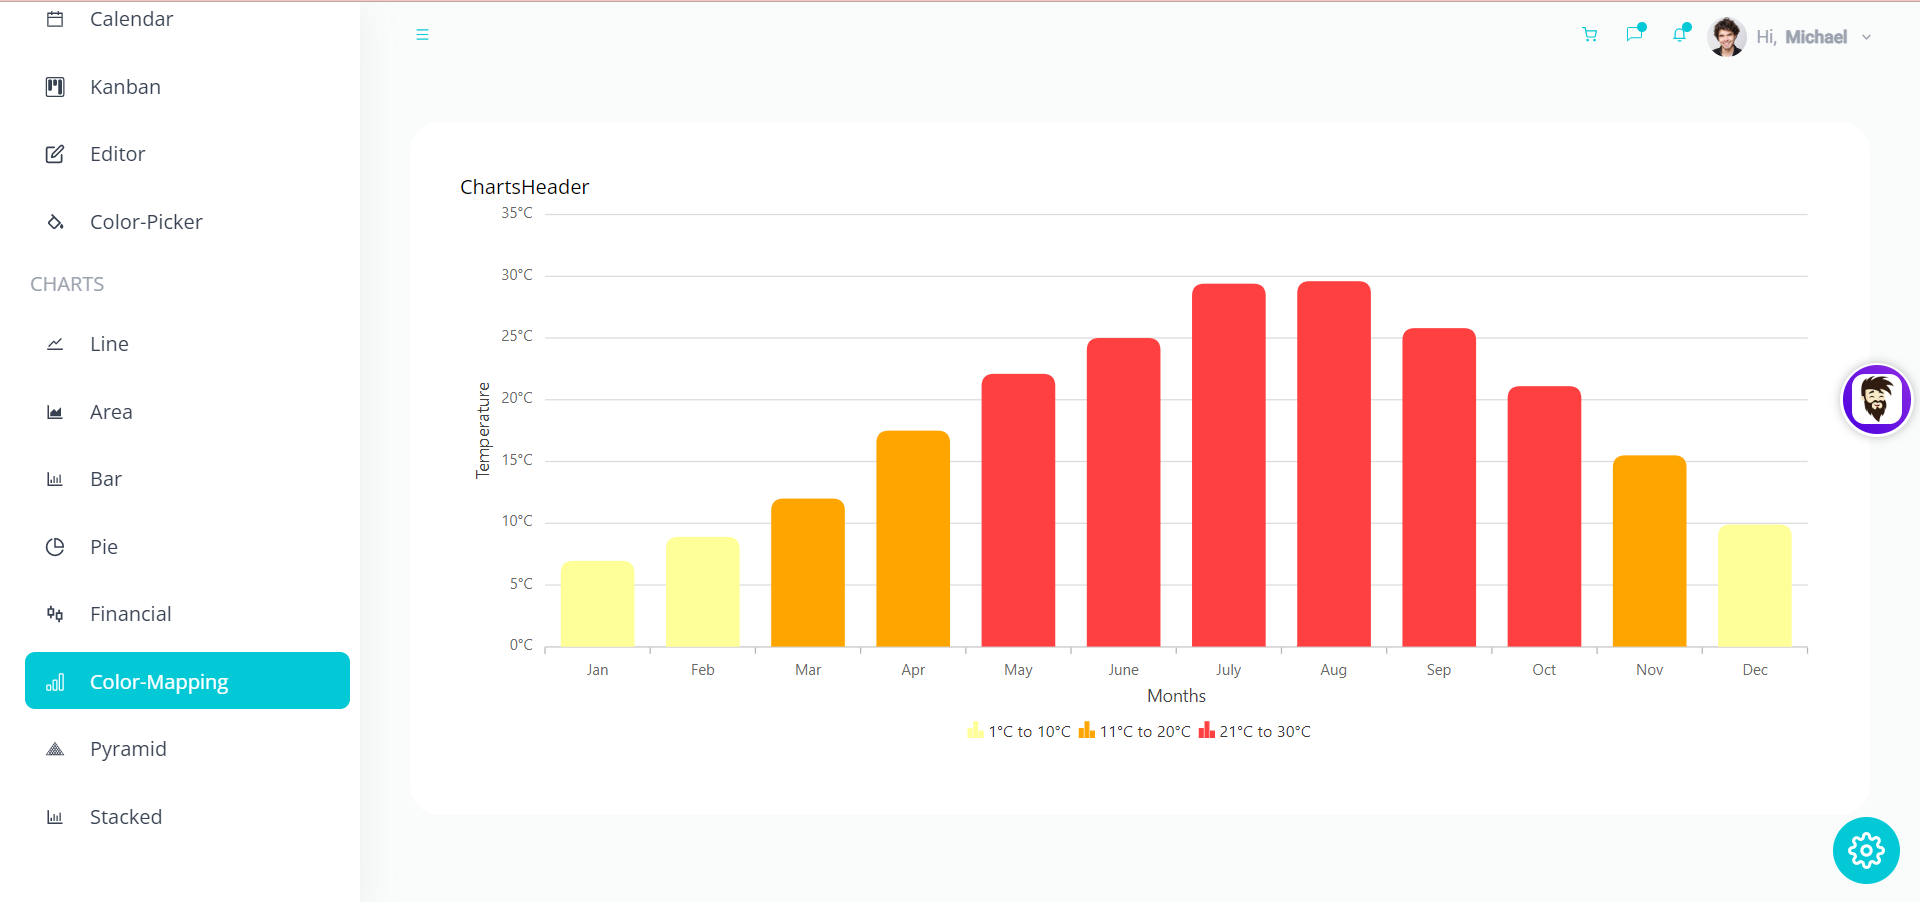 Calendar
Kanban
Editor
Color-Picker
CHARTS
Line
Area
Bar
Pie
Financial
Color-Mapping
Pyramid
Stacked
Hi, Michael
ChartsHeader
35°C
30°C
25°C
20°C
15°C
10°C
5°C
0°C
Temperature
Jan Feb Mar Apr May June July Aug Sep Oct Nov Dec
Months
1°C to 10°C 11°C to 20°C 21°C to 30°C